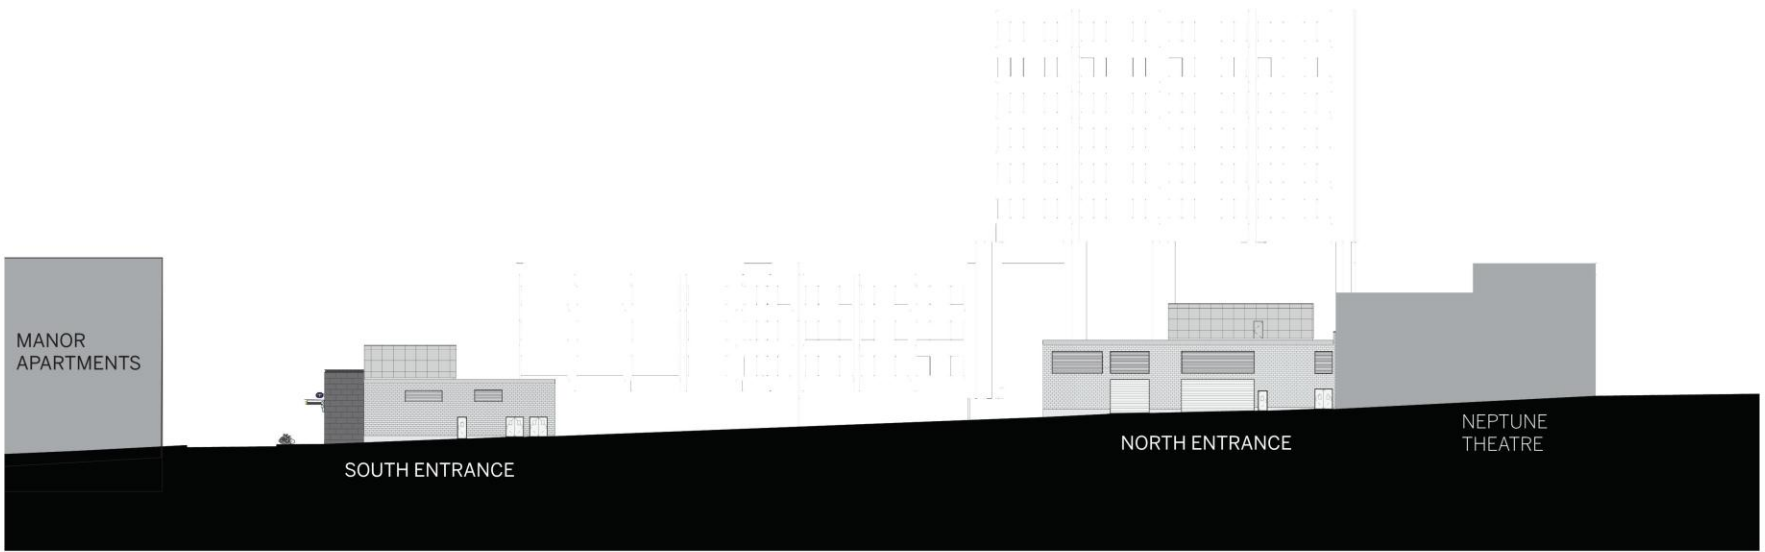 MANOR
APARTMENTS
SOUTH ENTRANCE
NORTH ENTRANCE
NEPTUNE
THEATRE